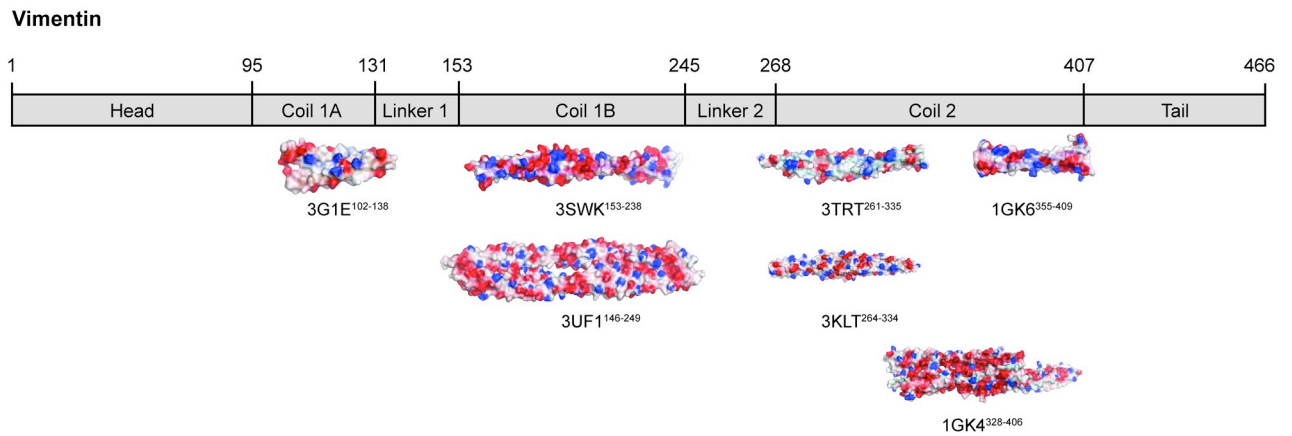 Vimentin
1 95 131 153 245 268 407 466
Head Coil 1A Linker 1 Coil 1B Linker 2 Coil 2 Tail
3G1E102-138 3SWK153-238 3TRT261-335 1GK6355-409
3UF1146-249 3KLT264-334
1GK4328-406